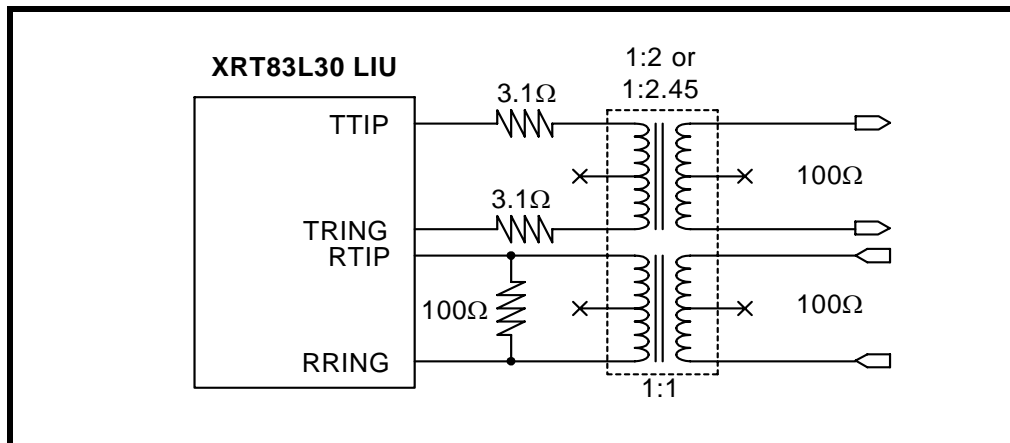 XRT83L30 LIU
1:2 or
1:2.45
3.1Ω
TTIP
100Ω
3.1Ω
TRING
RTIP
100Ω
100Ω
RRING
1:1